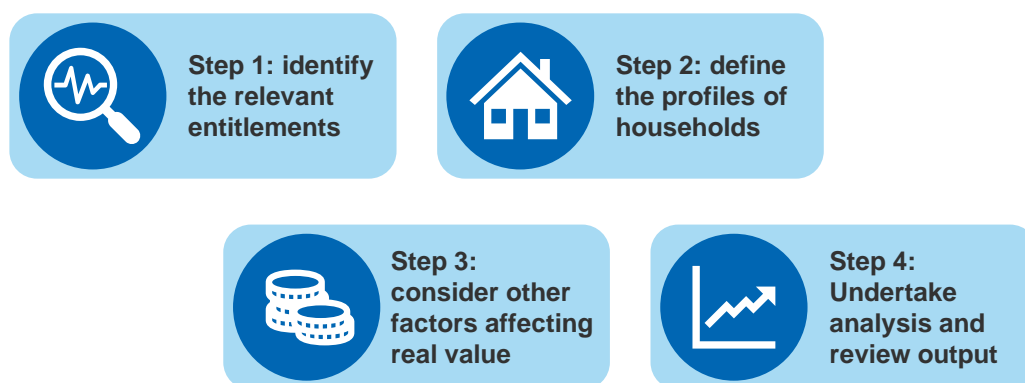 Step 1: identify
the relevant
entitlements
Step 2: define
the profiles of
households
Step 3:
consider other
factors affecting
real value
Step 4:
Undertake
analysis and
review output